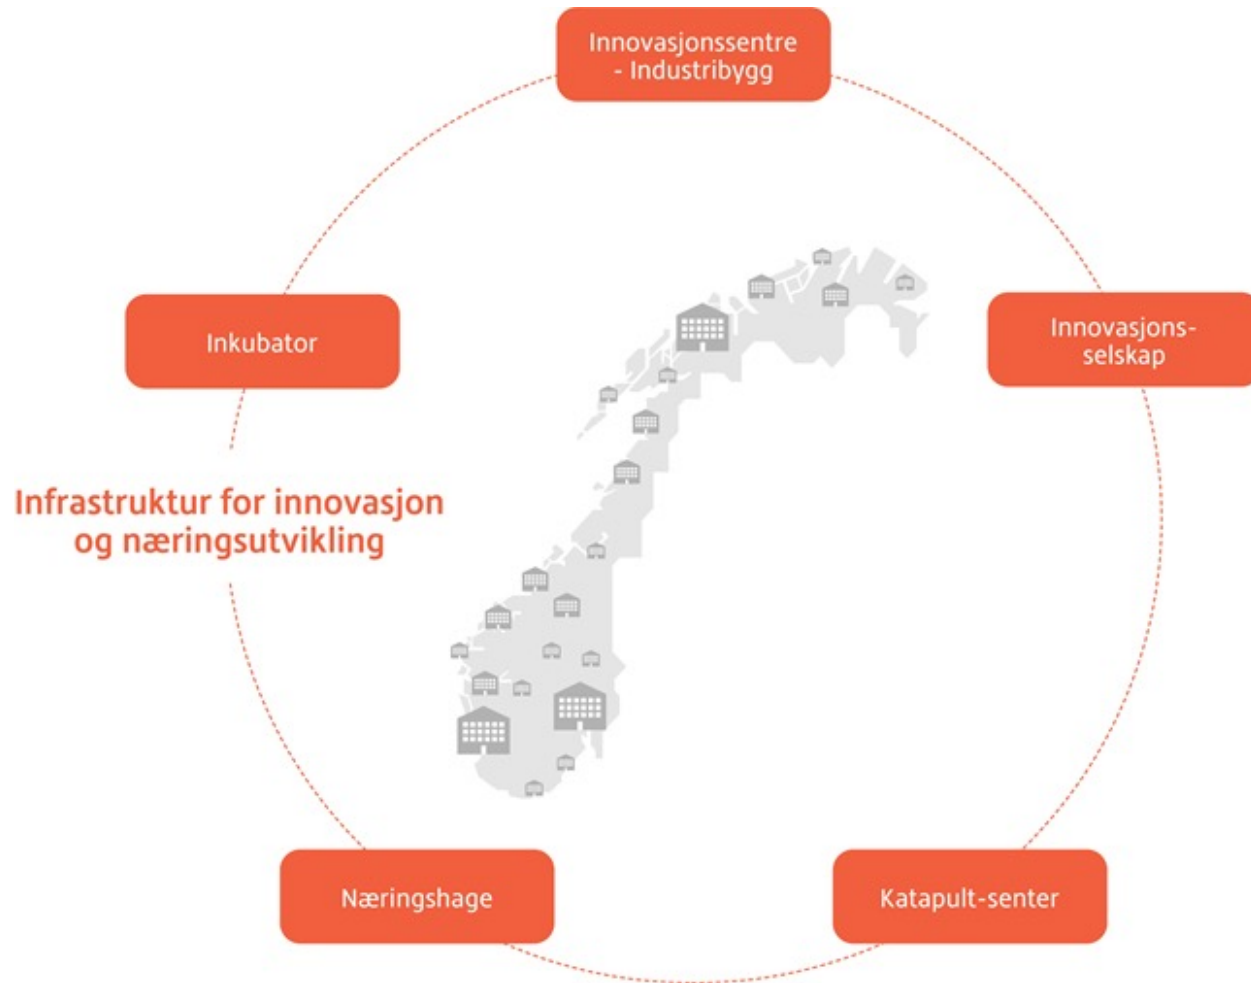 Innovasjonssentre
- Industribygg
Inkubator
Innovasjons-
selskap
Infrastruktur for innovasjon
og næringsutvikling
Næringshage
Katapult-senter